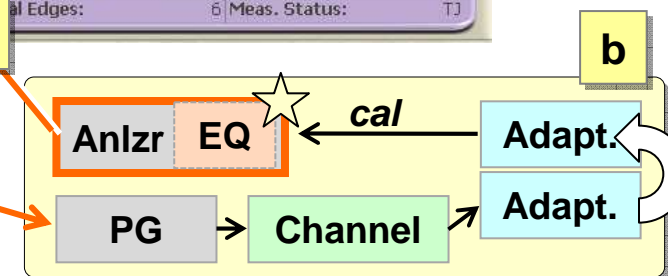 al Edges: 6 Meas. Status: TJ
b
Anlzr EQ cal Adapt.
Adapt.
PG Channel